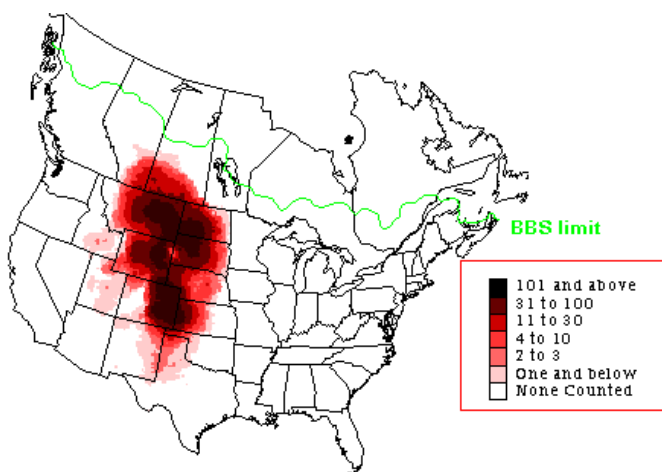 BBS limit
101 and above
31 to 100
11 to 30
4 to 10
2 to 3
One and below
None Counted